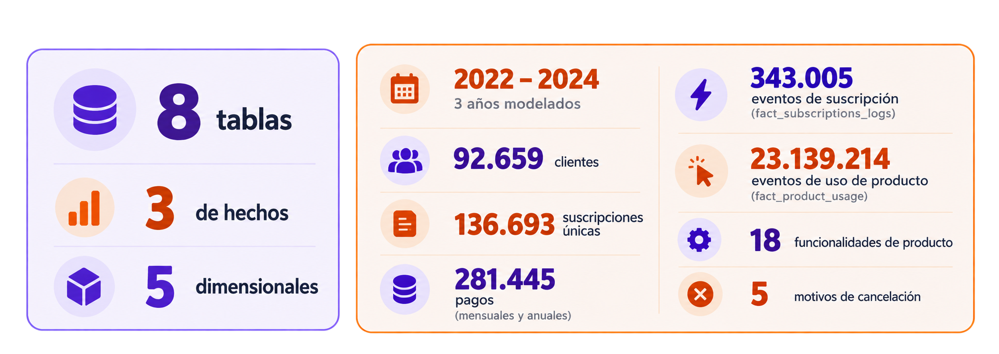 8 tablas
3 de hechos
5 dimensionales
2022 – 2024
3 años modelados
92.659 clientes
136.693 suscripciones
únicas
281.445
pagos
(mensuales y anuales)
343.005
eventos de suscripción
(fact_subscriptions_logs)
23.139.214
eventos de uso de producto
(fact_product_usage)
18 funcionalidades de producto
5 motivos de cancelación